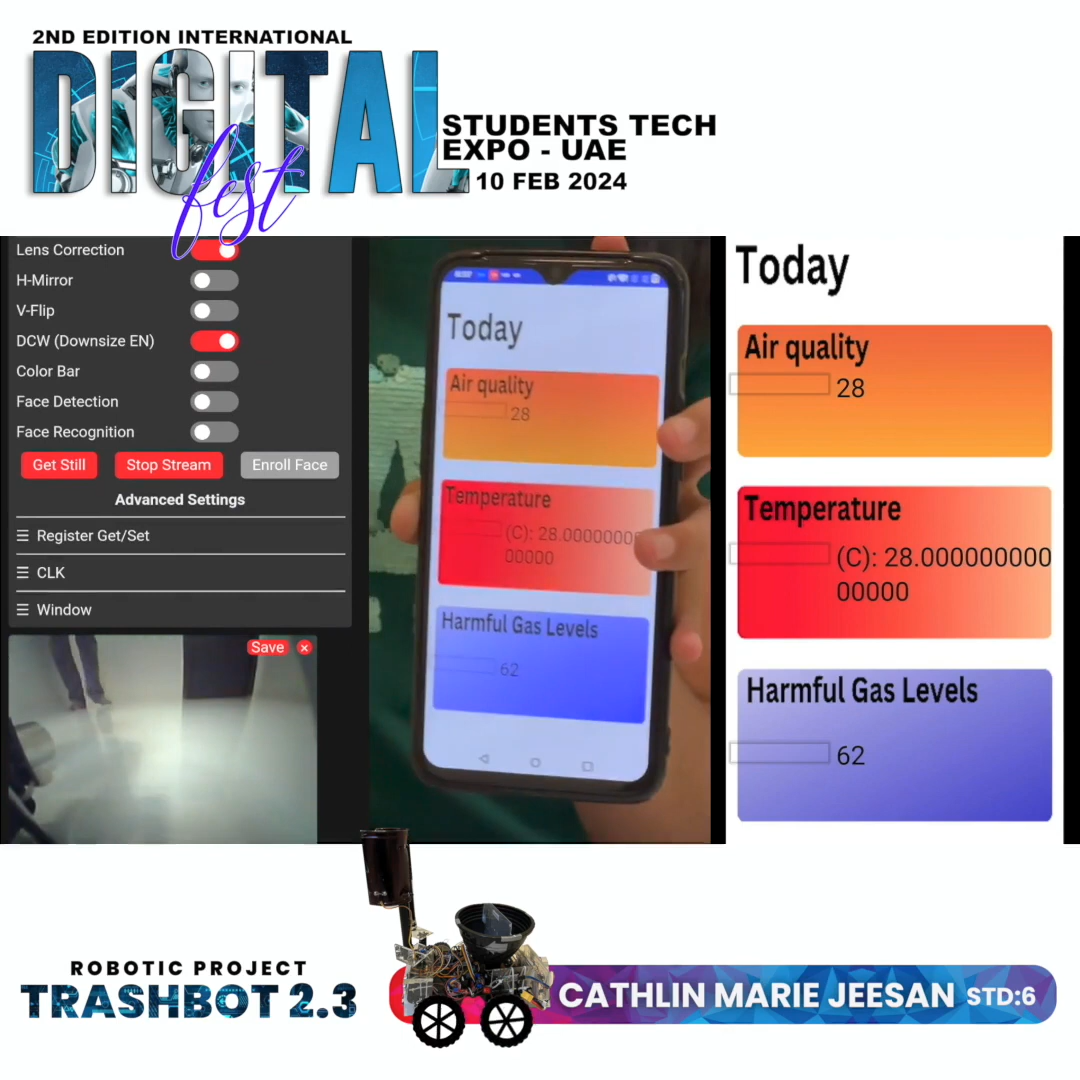 2ND EDITION INTERNATIONAL
DIGITAL
fest
STUDENTS TECH
EXPO - UAE
10 FEB 2024
Lens Correction
H-Mirror
V-Flip
DCW (Downsize EN)
Color Bar
Face Detection
Face Recognition
Get Still
Stop Stream
Enroll Face
Advanced Settings
☰ Register Get/Set
☰ CLK
☰ Window
Save
×
Today
Air quality
28
Temperature
(C): 28.00000000
00000
Harmful Gas Levels
62
Today
Air quality
28
Temperature
(C): 28.000000000
00000
Harmful Gas Levels
62
ROBOTIC PROJECT
TRASHBOT 2.3
CATHLIN MARIE JEESAN STD:6